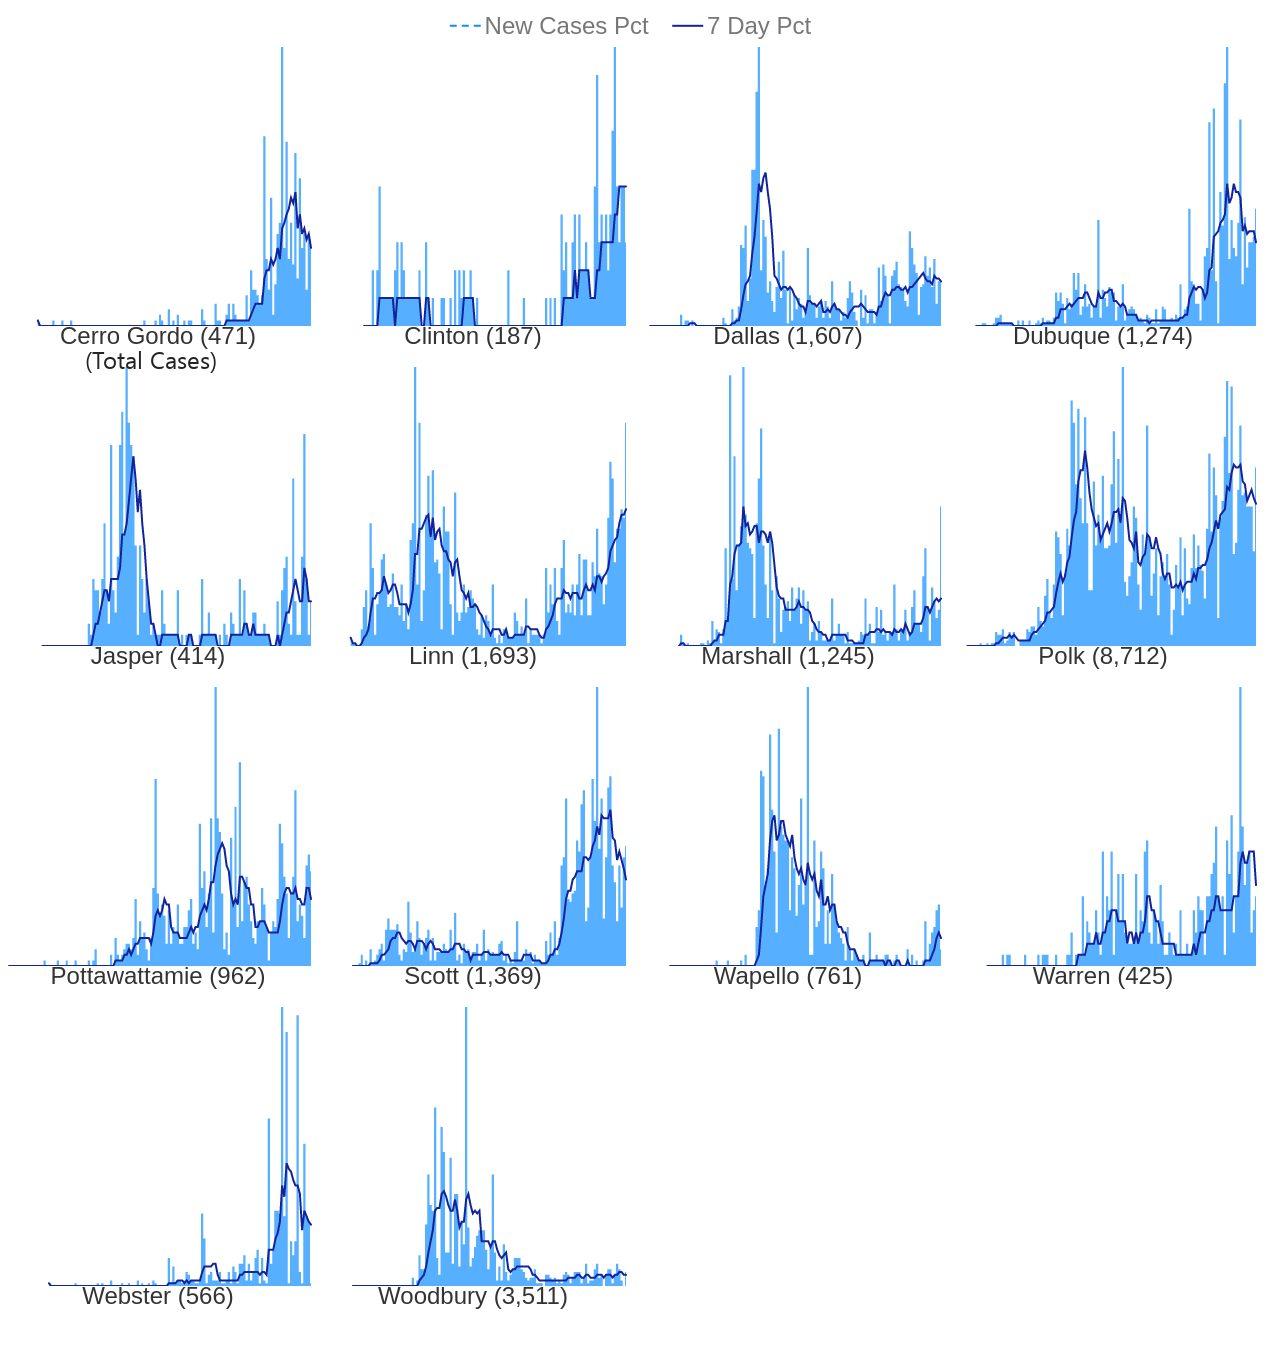 New Cases Pct 7 Day Pct
Cerro Gordo (471) Clinton (187) Dallas (1,607) Dubuque (1,274)
(Total Cases)
Jasper (414) Linn (1,693) Marshall (1,245) Polk (8,712)
Pottawattamie (962) Scott (1,369) Wapello (761) Warren (425)
Webster (566) Woodbury (3,511)